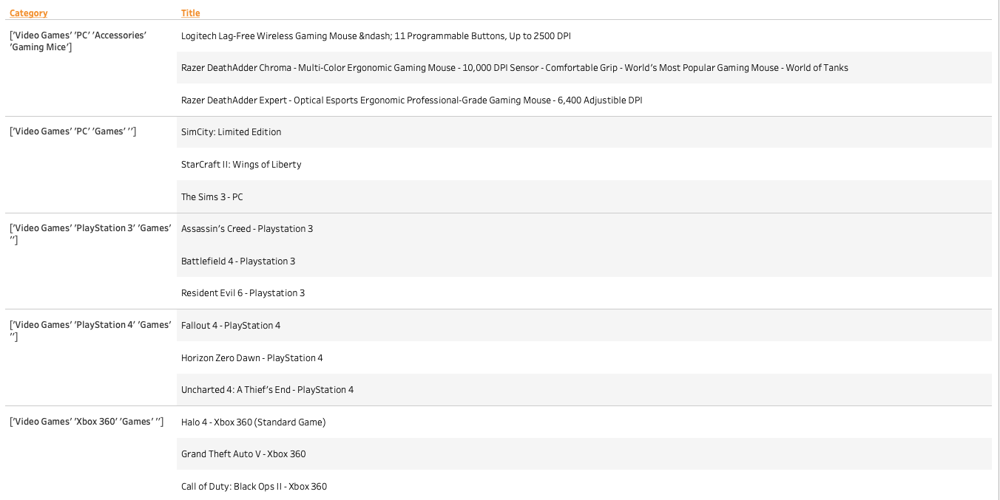 Category Title
['Video Games' 'PC' 'Accessories' Logitech Lag-Free Wireless Gaming Mouse &ndash; 11 Programmable Buttons, Up to 2500 DPI
'Gaming Mice']
Razer DeathAdder Chroma - Multi-Color Ergonomic Gaming Mouse - 10,000 DPI Sensor - Comfortable Grip - World's Most Popular Gaming Mouse - World of Tanks
Razer DeathAdder Expert - Optical Esports Ergonomic Professional-Grade Gaming Mouse - 6,400 Adjustible DPI
['Video Games' 'PC' 'Games' ''] SimCity: Limited Edition
StarCraft II: Wings of Liberty
The Sims 3 - PC
['Video Games' 'PlayStation 3' 'Games' Assassin's Creed - Playstation 3
'']
Battlefield 4 - Playstation 3
Resident Evil 6 - Playstation 3
['Video Games' 'PlayStation 4' 'Games' Fallout 4 - PlayStation 4
'']
Horizon Zero Dawn - PlayStation 4
Uncharted 4: A Thief's End - PlayStation 4
['Video Games' 'Xbox 360' 'Games' ''] Halo 4 - Xbox 360 (Standard Game)
Grand Theft Auto V - Xbox 360
Call of Duty: Black Ops II - Xbox 360